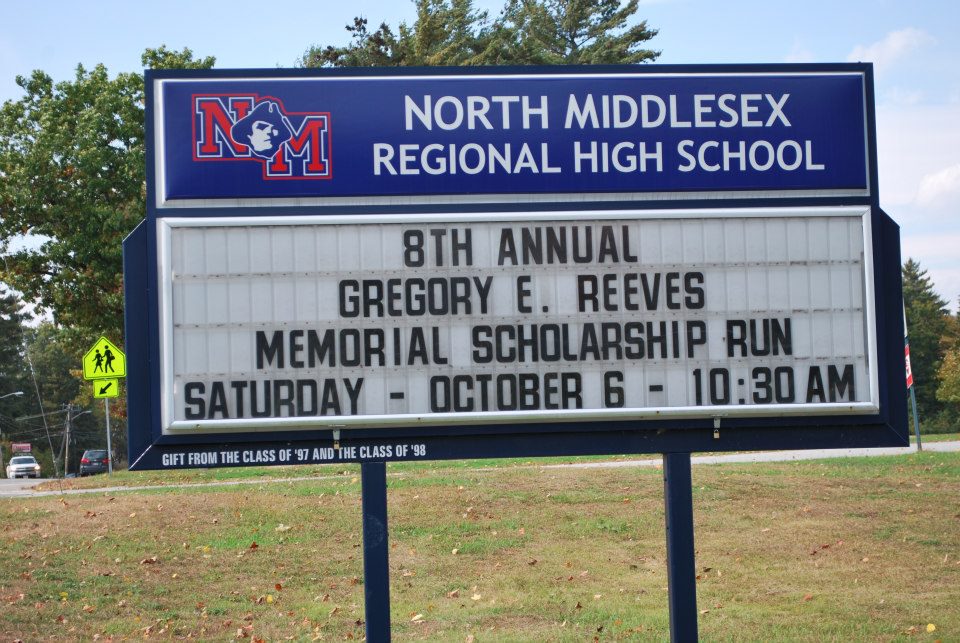 NM
NORTH MIDDLESEX
REGIONAL HIGH SCHOOL
8TH ANNUAL
GREGORY E. REEVES
MEMORIAL SCHOLARSHIP RUN
SATURDAY - OCTOBER 6 - 10:30 AM
GIFT FROM THE CLASS OF '97 AND THE CLASS OF '98